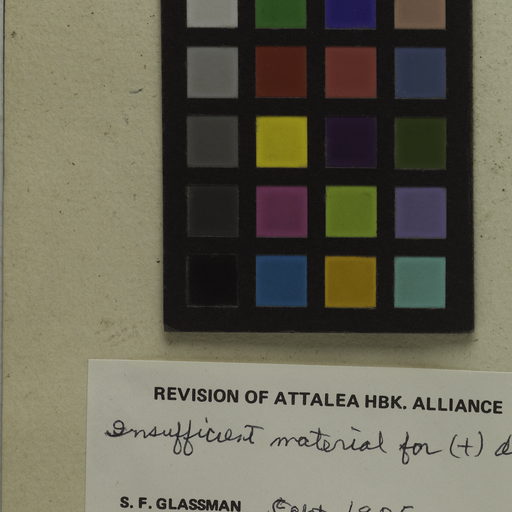 REVISION OF ATTALEA HBK. ALLIANCE
Insufficient material for (+)
S. F. GLASSMAN